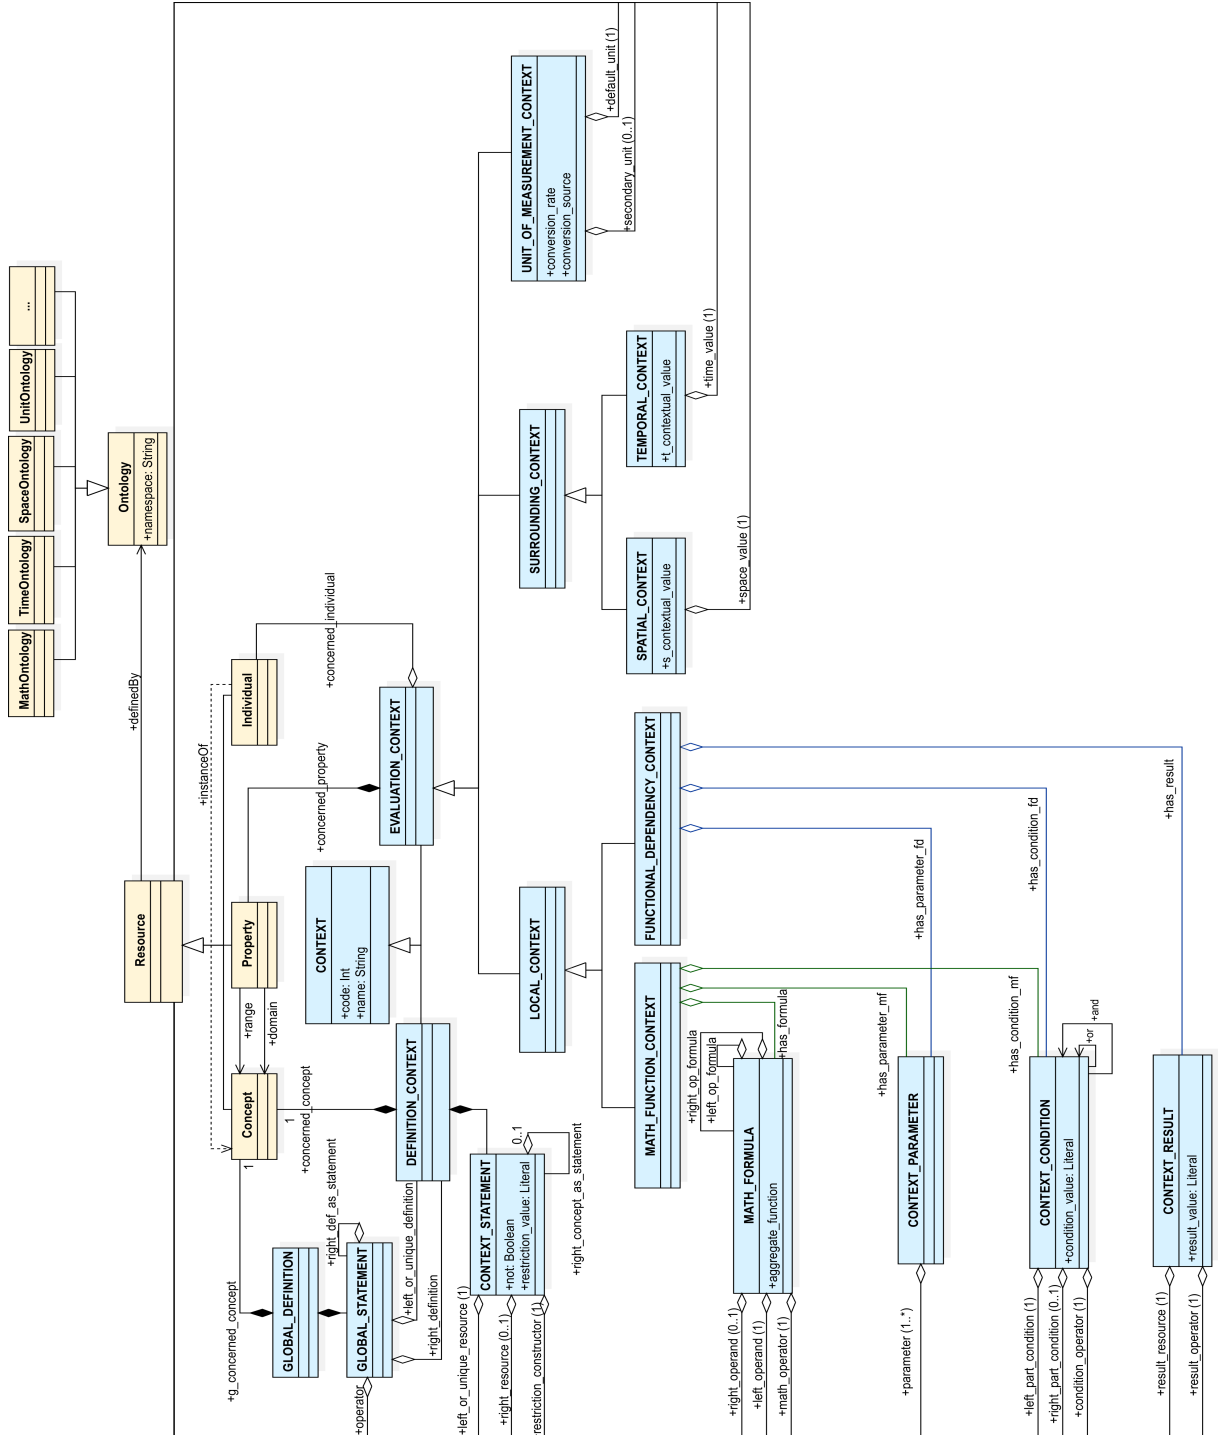 MathOntology
TimeOntology
SpaceOntology
UnitOntology
...
Ontology
+namespace: String
+definedBy
Resource
+instanceOf
Individual
Property
Concept
+range
+domain
1
1
+concerned_concept
+g_concerned_concept
+concerned_individual
+concerned_property
CONTEXT
+code: Int
+name: String
EVALUATION_CONTEXT
DEFINITION_CONTEXT
GLOBAL_DEFINITION
GLOBAL_STATEMENT
+right_def_as_statement
+left_or_unique_definition
+right_definition
+operator
CONTEXT_STATEMENT
+not: Boolean
+restriction_value: Literal
0..1
+right_concept_as_statement
+left_or_unique_resource (1)
+right_resource (0..1)
+restriction_constructor (1)
UNIT_OF_MEASUREMENT_CONTEXT
+conversion_rate
+conversion_source
+default_unit (1)
+secondary_unit (0..1)
SURROUNDING_CONTEXT
TEMPORAL_CONTEXT
+t_contextual_value
+time_value (1)
SPATIAL_CONTEXT
+s_contextual_value
+space_value (1)
LOCAL_CONTEXT
FUNCTIONAL_DEPENDENCY_CONTEXT
MATH_FUNCTION_CONTEXT
+has_result
+has_condition_fd
+has_parameter_fd
+has_condition_mf
+has_parameter_mf
+has_formula
+right_op_formula
+left_op_formula
MATH_FORMULA
+aggregate_function
+right_operand (0..1)
+left_operand (1)
+math_operator (1)
CONTEXT_PARAMETER
+parameter (1..*)
CONTEXT_CONDITION
+condition_value: Literal
+or
+and
+left_part_condition (1)
+right_part_condition (0..1)
+condition_operator (1)
CONTEXT_RESULT
+result_value: Literal
+result_resource (1)
+result_operator (1)